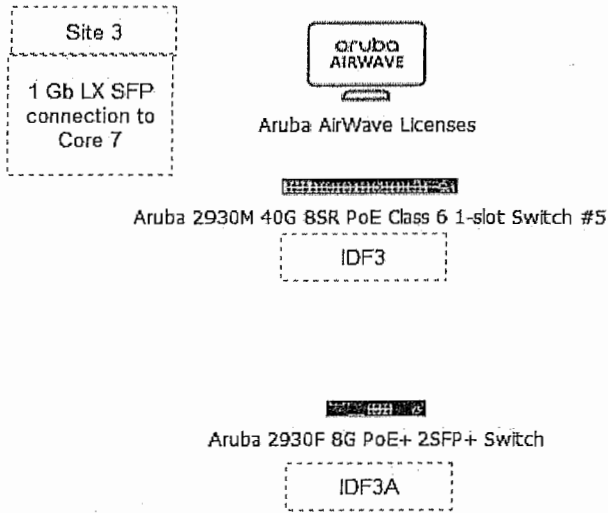 Site 3
1 Gb LX SFP
connection to
Core 7
aruba
AIRWAVE
Aruba AirWave Licenses
Aruba 2930M 40G 8SR PoE Class 6 1-slot Switch #5
IDF3
Aruba 2930F 8G PoE+ 2SFP+ Switch
IDF3A